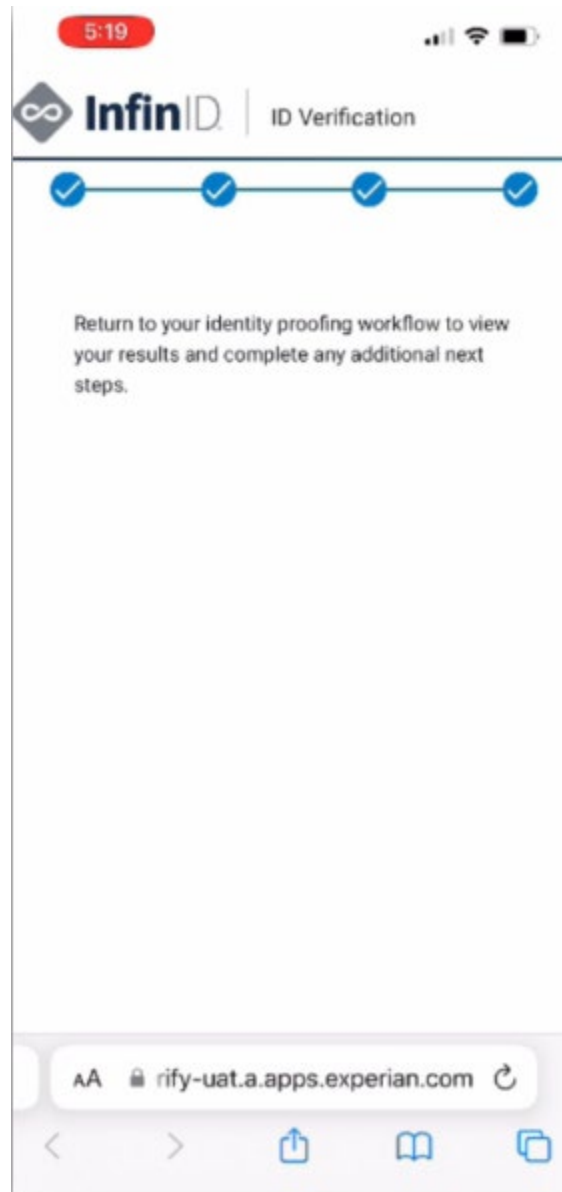 5:19
InfinID. ID Verification
Return to your identity proofing workflow to view
your results and complete any additional next
steps.
AA rify-uat.a.apps.experian.com